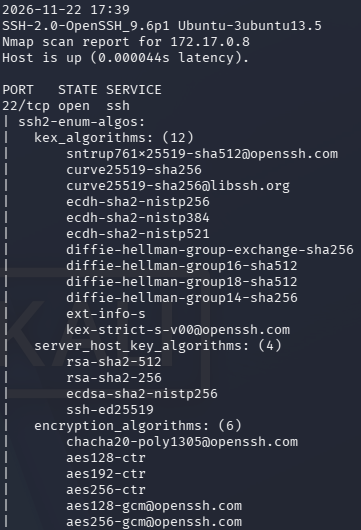 2026-11-22 17:39
SSH-2.0-OpenSSH_9.6p1 Ubuntu-3ubuntu13.5
Nmap scan report for 172.17.0.8
Host is up (0.000044s latency).

PORT   STATE SERVICE
22/tcp open  ssh
| ssh2-enum-algos:
|   kex_algorithms: (12)
|       sntrup761x25519-sha512@openssh.com
|       curve25519-sha256
|       curve25519-sha256@libssh.org
|       ecdh-sha2-nistp256
|       ecdh-sha2-nistp384
|       ecdh-sha2-nistp521
|       diffie-hellman-group-exchange-sha256
|       diffie-hellman-group16-sha512
|       diffie-hellman-group18-sha512
|       diffie-hellman-group14-sha256
|       ext-info-s
|       kex-strict-s-v00@openssh.com
|   server_host_key_algorithms: (4)
|       rsa-sha2-512
|       rsa-sha2-256
|       ecdsa-sha2-nistp256
|       ssh-ed25519
|   encryption_algorithms: (6)
|       chacha20-poly1305@openssh.com
|       aes128-ctr
|       aes192-ctr
|       aes256-ctr
|       aes128-gcm@openssh.com
|       aes256-gcm@openssh.com